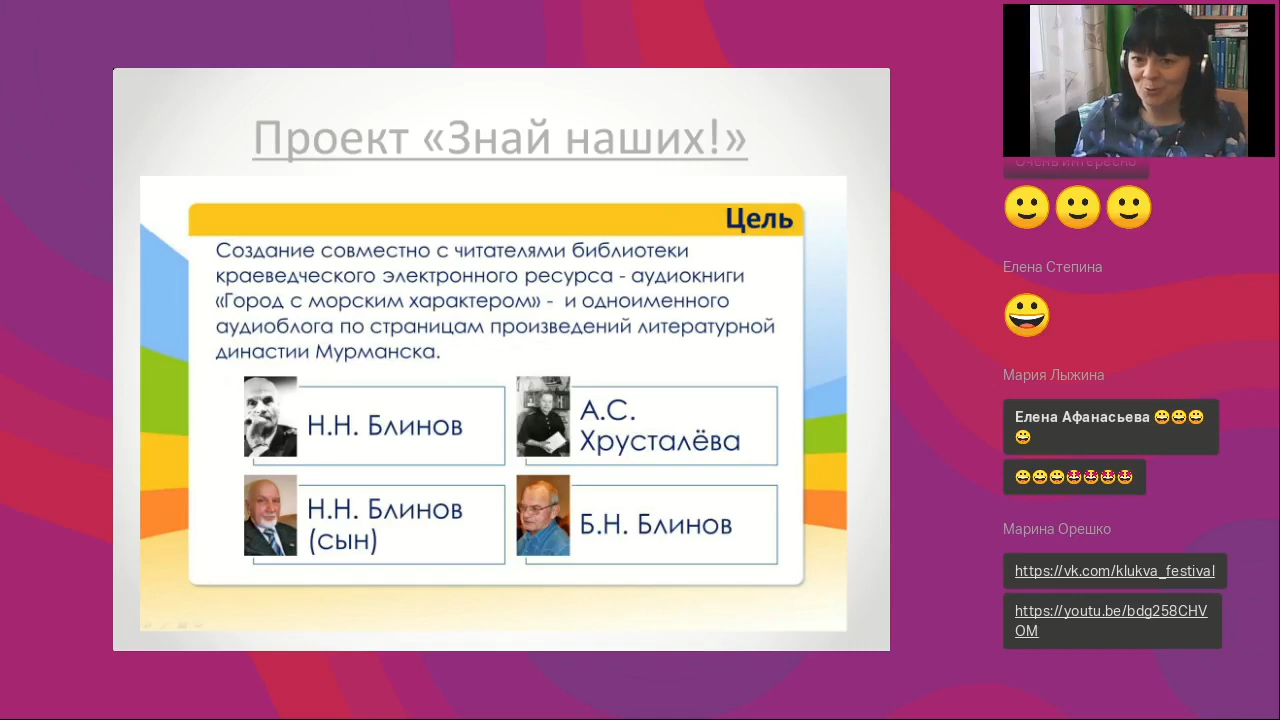 Проект «Знай наших!»
Цель
Создание совместно с читателями библиотеки
краеведческого электронного ресурса - аудиокниги
«Город с морским характером» - и одноименного
аудиоблога по страницам произведений литературной
династии Мурманска.
Н.Н. Блинов
А.С.
Хрусталёва
Н.Н. Блинов
(сын)
Б.Н. Блинов
Очень интересно
Елена Степина
Мария Лыжина
Елена Афанасьева
Марина Орешко
https://vk.com/klukva_festival
https://youtu.be/bdg258CHV
OM